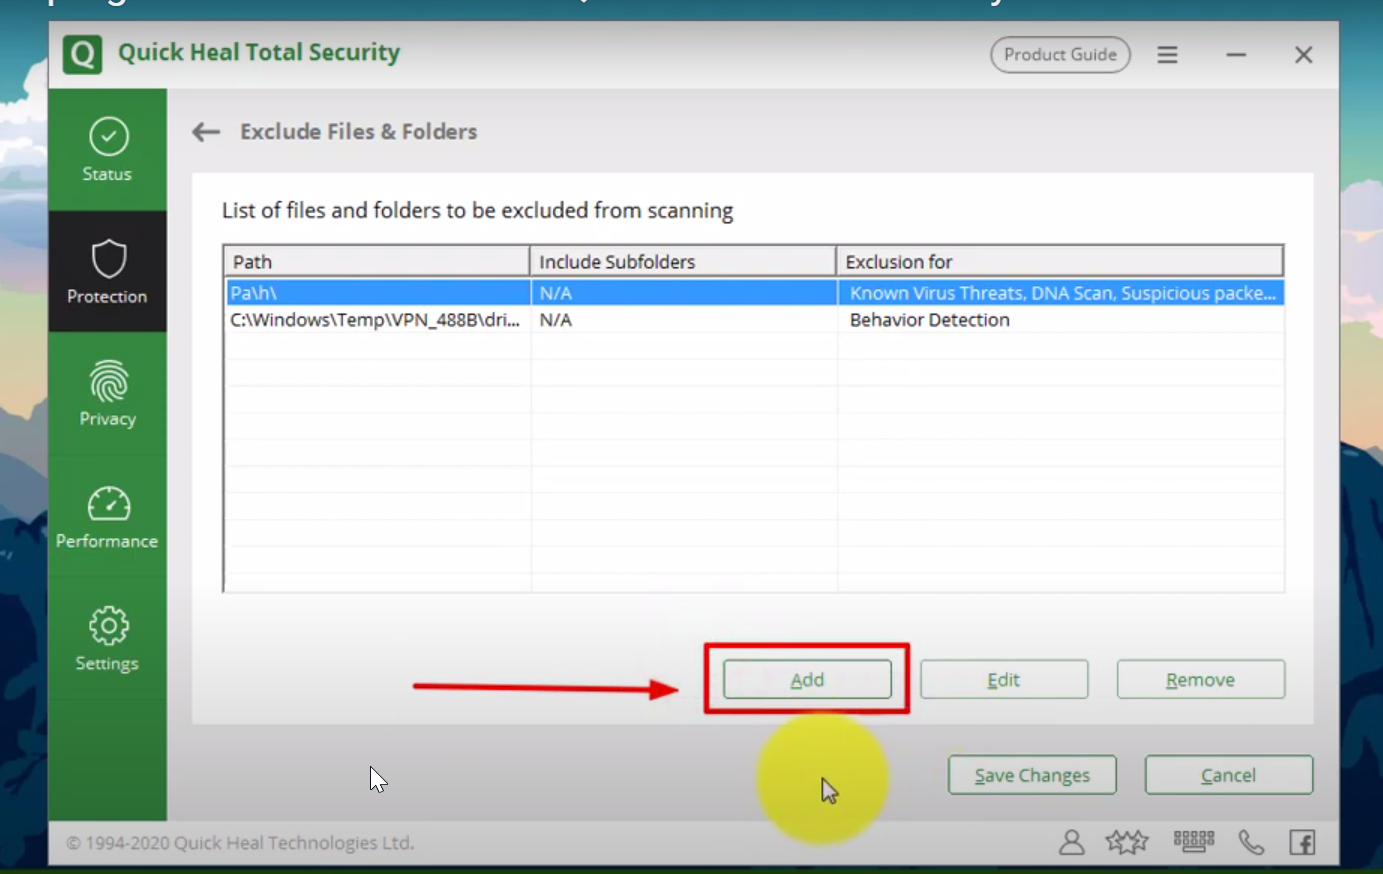 Quick Heal Total Security
Product Guide
Status
Protection
Privacy
Performance
Settings
Exclude Files & Folders
List of files and folders to be excluded from scanning
Path Include Subfolders Exclusion for
Pa\h\ N/A Known Virus Threats, DNA Scan, Suspicious packe...
C:\Windows\Temp\VPN_488B\dri... N/A Behavior Detection
Add Edit Remove
Save Changes Cancel
© 1994-2020 Quick Heal Technologies Ltd.